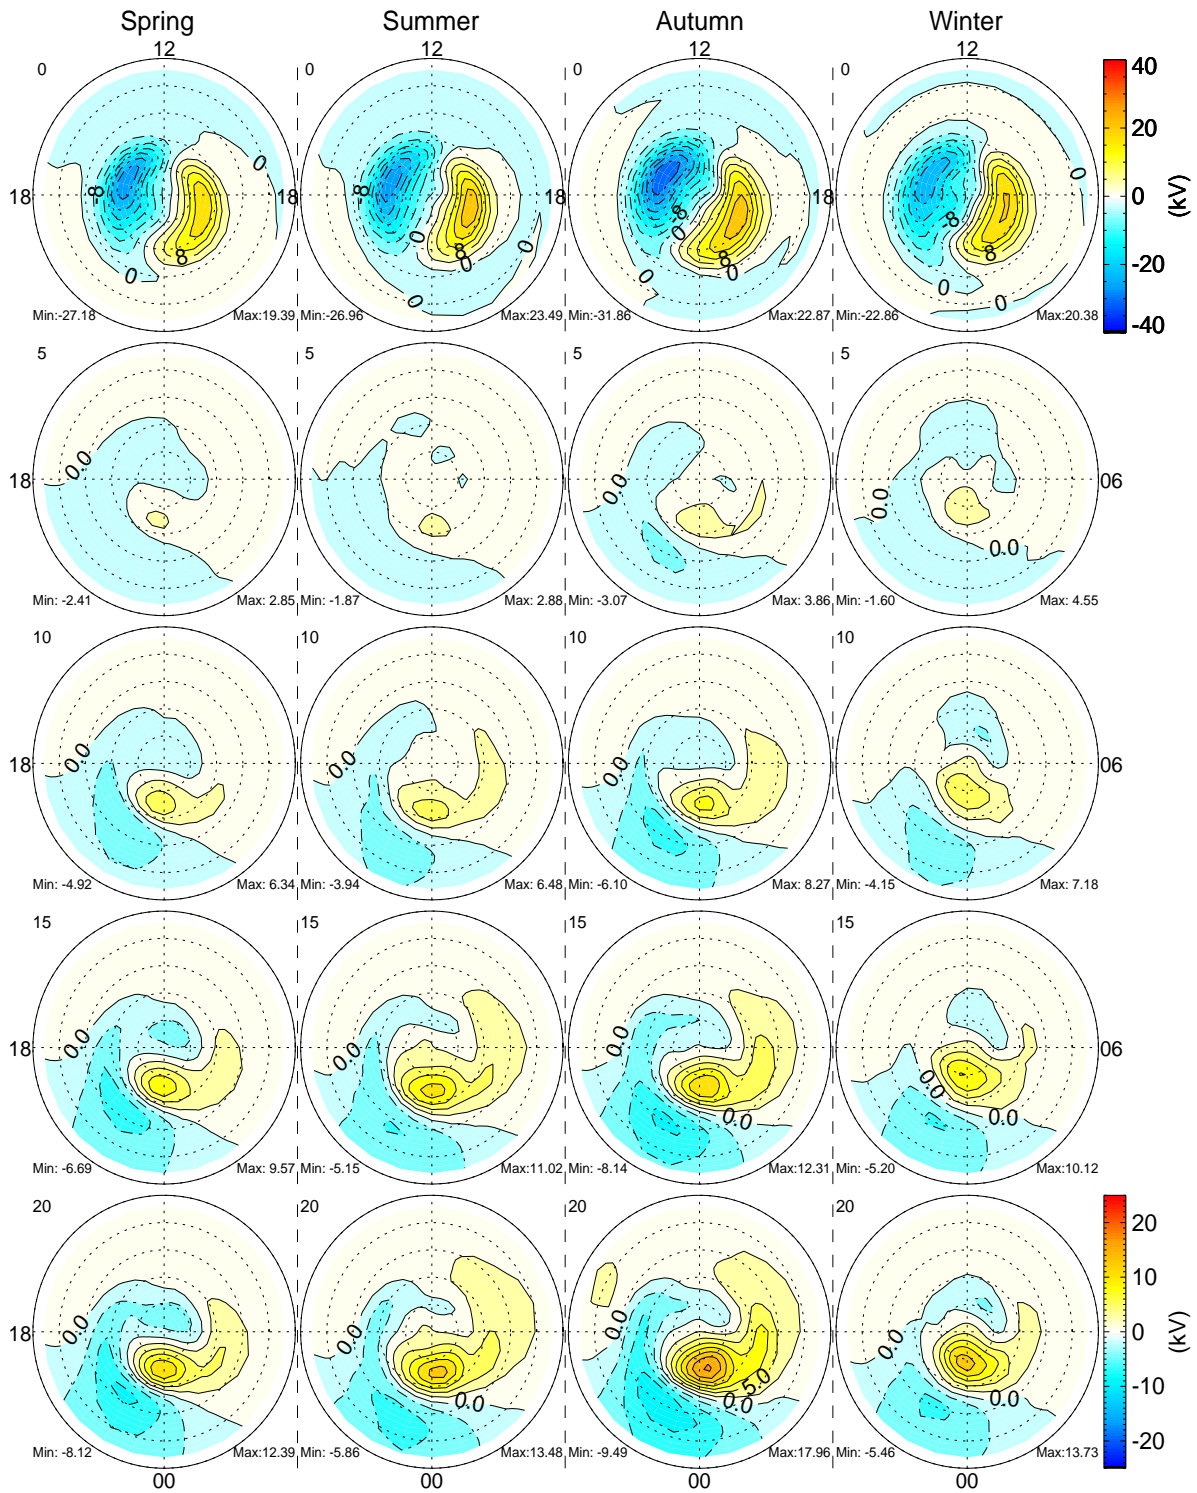 Spring Summer Autumn Winter
12 12 12 12
0 0 0 0
40
20
0
-20
-40
(kV)
18 18 18 18
-8 0 8 0
-8 0 8 0 0 0
-8 0 8 0 0
0 -8 8 0 0
Min:-27.18 Max:19.39 Min:-26.96 Max:23.49 Min:-31.86 Max:22.87 Min:-22.86 Max:20.38
5 5 5 5
0.0 0.0 0.0 0.0
18 06
Min: -2.41 Max: 2.85 Min: -1.87 Max: 2.88 Min: -3.07 Max: 3.86 Min: -1.60 Max: 4.55
10 10 10 10
0.0 0.0 0.0
18 06
Min: -4.92 Max: 6.34 Min: -3.94 Max: 6.48 Min: -6.10 Max: 8.27 Min: -4.15 Max: 7.18
15 15 15 15
0.0 0.0 0.0 0.0 0.0 0.0
18 06
Min: -6.69 Max: 9.57 Min: -5.15 Max:11.02 Min: -8.14 Max:12.31 Min: -5.20 Max:10.12
20 20 20 20
20
10
0
-10
-20
(kV)
0.0 0.0 0.0 0.0 5.0 0.0 0.0 0.0
18 06
Min: -8.12 Max:12.39 Min: -5.86 Max:13.48 Min: -9.49 Max:17.96 Min: -5.46 Max:13.73
00 00 00 00